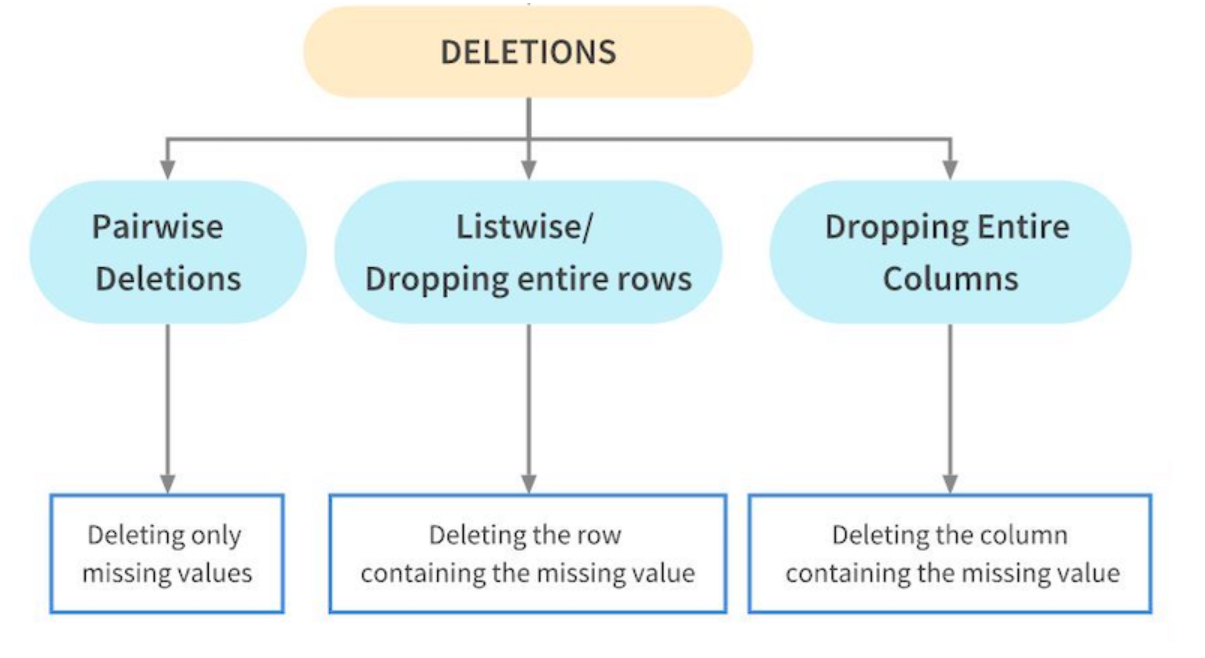 DELETIONS
Pairwise
Deletions
Listwise/
Dropping entire rows
Dropping Entire
Columns
Deleting only
missing values
Deleting the row
containing the missing value
Deleting the column
containing the missing value